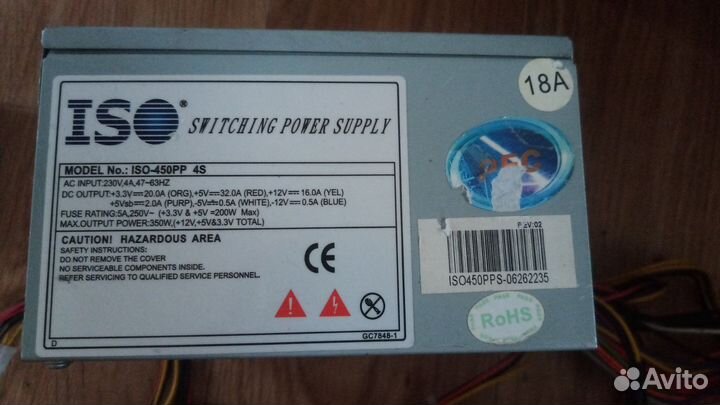 ISO® SWITCHING POWER SUPPLY
MODEL No.: ISO-450PP 4S
AC INPUT:230V,4A,47~63HZ
DC OUTPUT:+3.3V⎓20.0A (ORG),+5V⎓32.0A (RED),+12V⎓16.0A (YEL)
+5Vsb⎓2.0A (PURP),-5V⎓0.5A (WHITE),-12V⎓0.5A (BLUE)
FUSE RATING:5A,250V~ (+3.3V & +5V =200W Max)
MAX.OUTPUT POWER:350W,(+12V,+5V&3.3V TOTAL)
CAUTION! HAZARDOUS AREA
SAFETY INSTRUCTIONS:
DO NOT REMOVE THE COVER
NO SERVICEABLE COMPONENTS INSIDE.
REFER SERVICING TO QUALIFIED SERVICE PERSONNEL.
CE
D
GC7848-1
18A
PFC
REV:02
ISO450PPS-06262235
RoHS
Avito